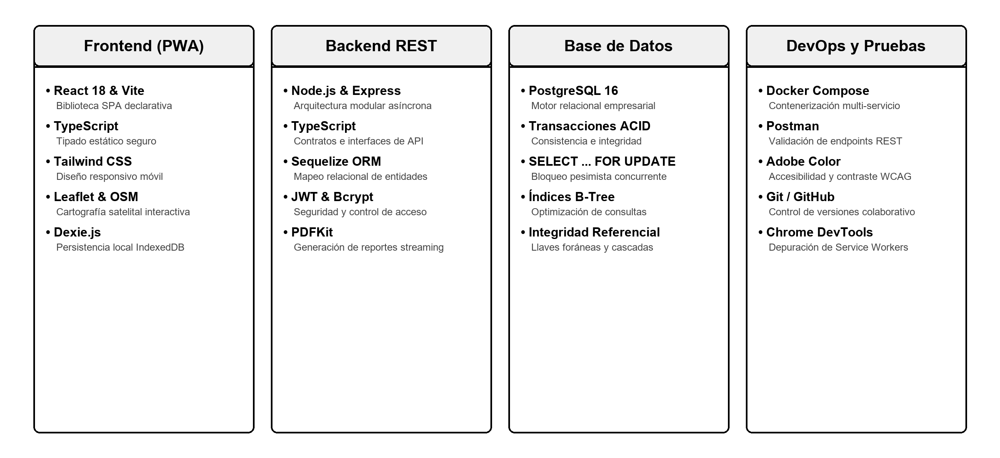 Frontend (PWA)
• React 18 & Vite
Biblioteca SPA declarativa
• TypeScript
Tipado estático seguro
• Tailwind CSS
Diseño responsivo móvil
• Leaflet & OSM
Cartografía satelital interactiva
• Dexie.js
Persistencia local IndexedDB
Backend REST
• Node.js & Express
Arquitectura modular asíncrona
• TypeScript
Contratos e interfaces de API
• Sequelize ORM
Mapeo relacional de entidades
• JWT & Bcrypt
Seguridad y control de acceso
• PDFKit
Generación de reportes streaming
Base de Datos
• PostgreSQL 16
Motor relacional empresarial
• Transacciones ACID
Consistencia e integridad
• SELECT ... FOR UPDATE
Bloqueo pesimista concurrente
• Índices B-Tree
Optimización de consultas
• Integridad Referencial
Llaves foráneas y cascadas
DevOps y Pruebas
• Docker Compose
Contenerización multi-servicio
• Postman
Validación de endpoints REST
• Adobe Color
Accesibilidad y contraste WCAG
• Git / GitHub
Control de versiones colaborativo
• Chrome DevTools
Depuración de Service Workers